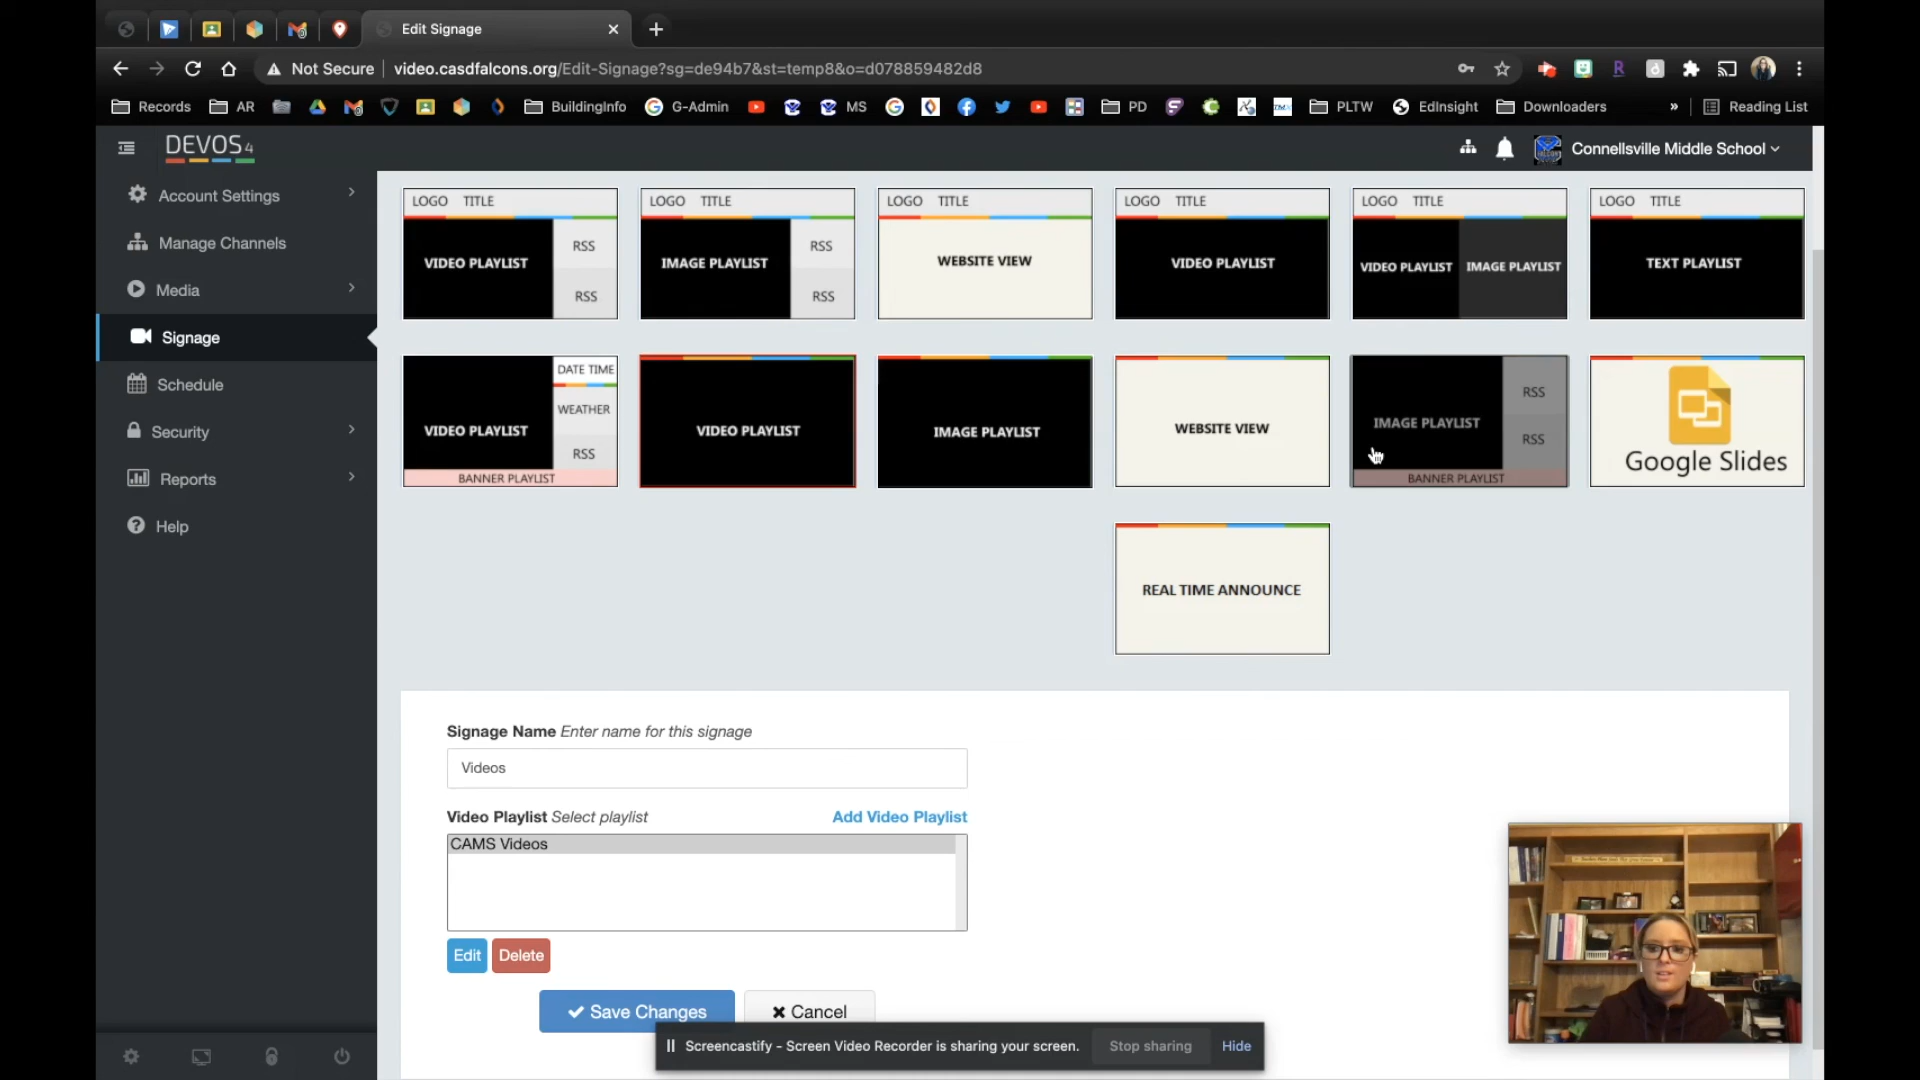 Edit Signage
Not Secure video.casdfalcons.org/Edit-Signage?sg=de94b7&st=temp8&o=d078859482d8
Records AR BuildingInfo G-Admin MS PD PLTW EdInsight Downloaders » Reading List
DEVOS4 Connellsville Middle School
Account Settings
Manage Channels
Media
Signage
Schedule
Security
Reports
Help
LOGO TITLE
VIDEO PLAYLIST
RSS
RSS
LOGO TITLE
IMAGE PLAYLIST
RSS
RSS
LOGO TITLE
WEBSITE VIEW
LOGO TITLE
VIDEO PLAYLIST
LOGO TITLE
VIDEO PLAYLIST IMAGE PLAYLIST
LOGO TITLE
TEXT PLAYLIST
DATE TIME
VIDEO PLAYLIST
WEATHER
RSS
BANNER PLAYLIST
VIDEO PLAYLIST
IMAGE PLAYLIST
WEBSITE VIEW
IMAGE PLAYLIST
RSS
RSS
BANNER PLAYLIST
Google Slides
REAL TIME ANNOUNCE
Signage Name Enter name for this signage
Videos
Video Playlist Select playlist Add Video Playlist
CAMS Videos
Edit Delete
Save Changes Cancel
Screencastify - Screen Video Recorder is sharing your screen. Stop sharing Hide